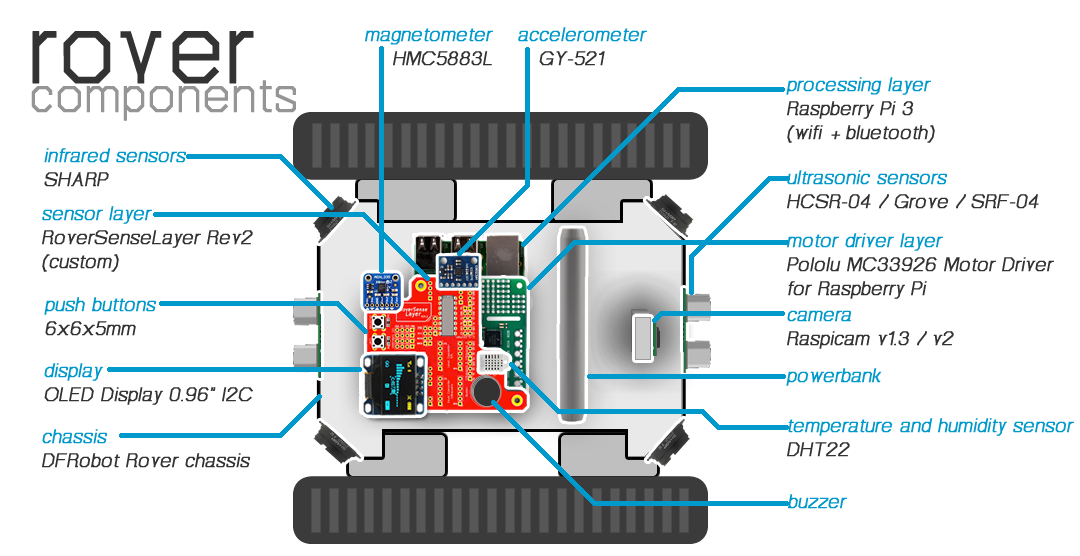 rover
components
magnetometer
HMC5883L
accelerometer
GY-521
processing layer
Raspberry Pi 3
(wifi + bluetooth)
infrared sensors
SHARP
ultrasonic sensors
HCSR-04 / Grove / SRF-04
sensor layer
RoverSenseLayer Rev2
(custom)
motor driver layer
Pololu MC33926 Motor Driver
for Raspberry Pi
push buttons
6x6x5mm
camera
Raspicam v1.3 / v2
display
OLED Display 0.96" I2C
powerbank
chassis
DFRobot Rover chassis
temperature and humidity sensor
DHT22
buzzer